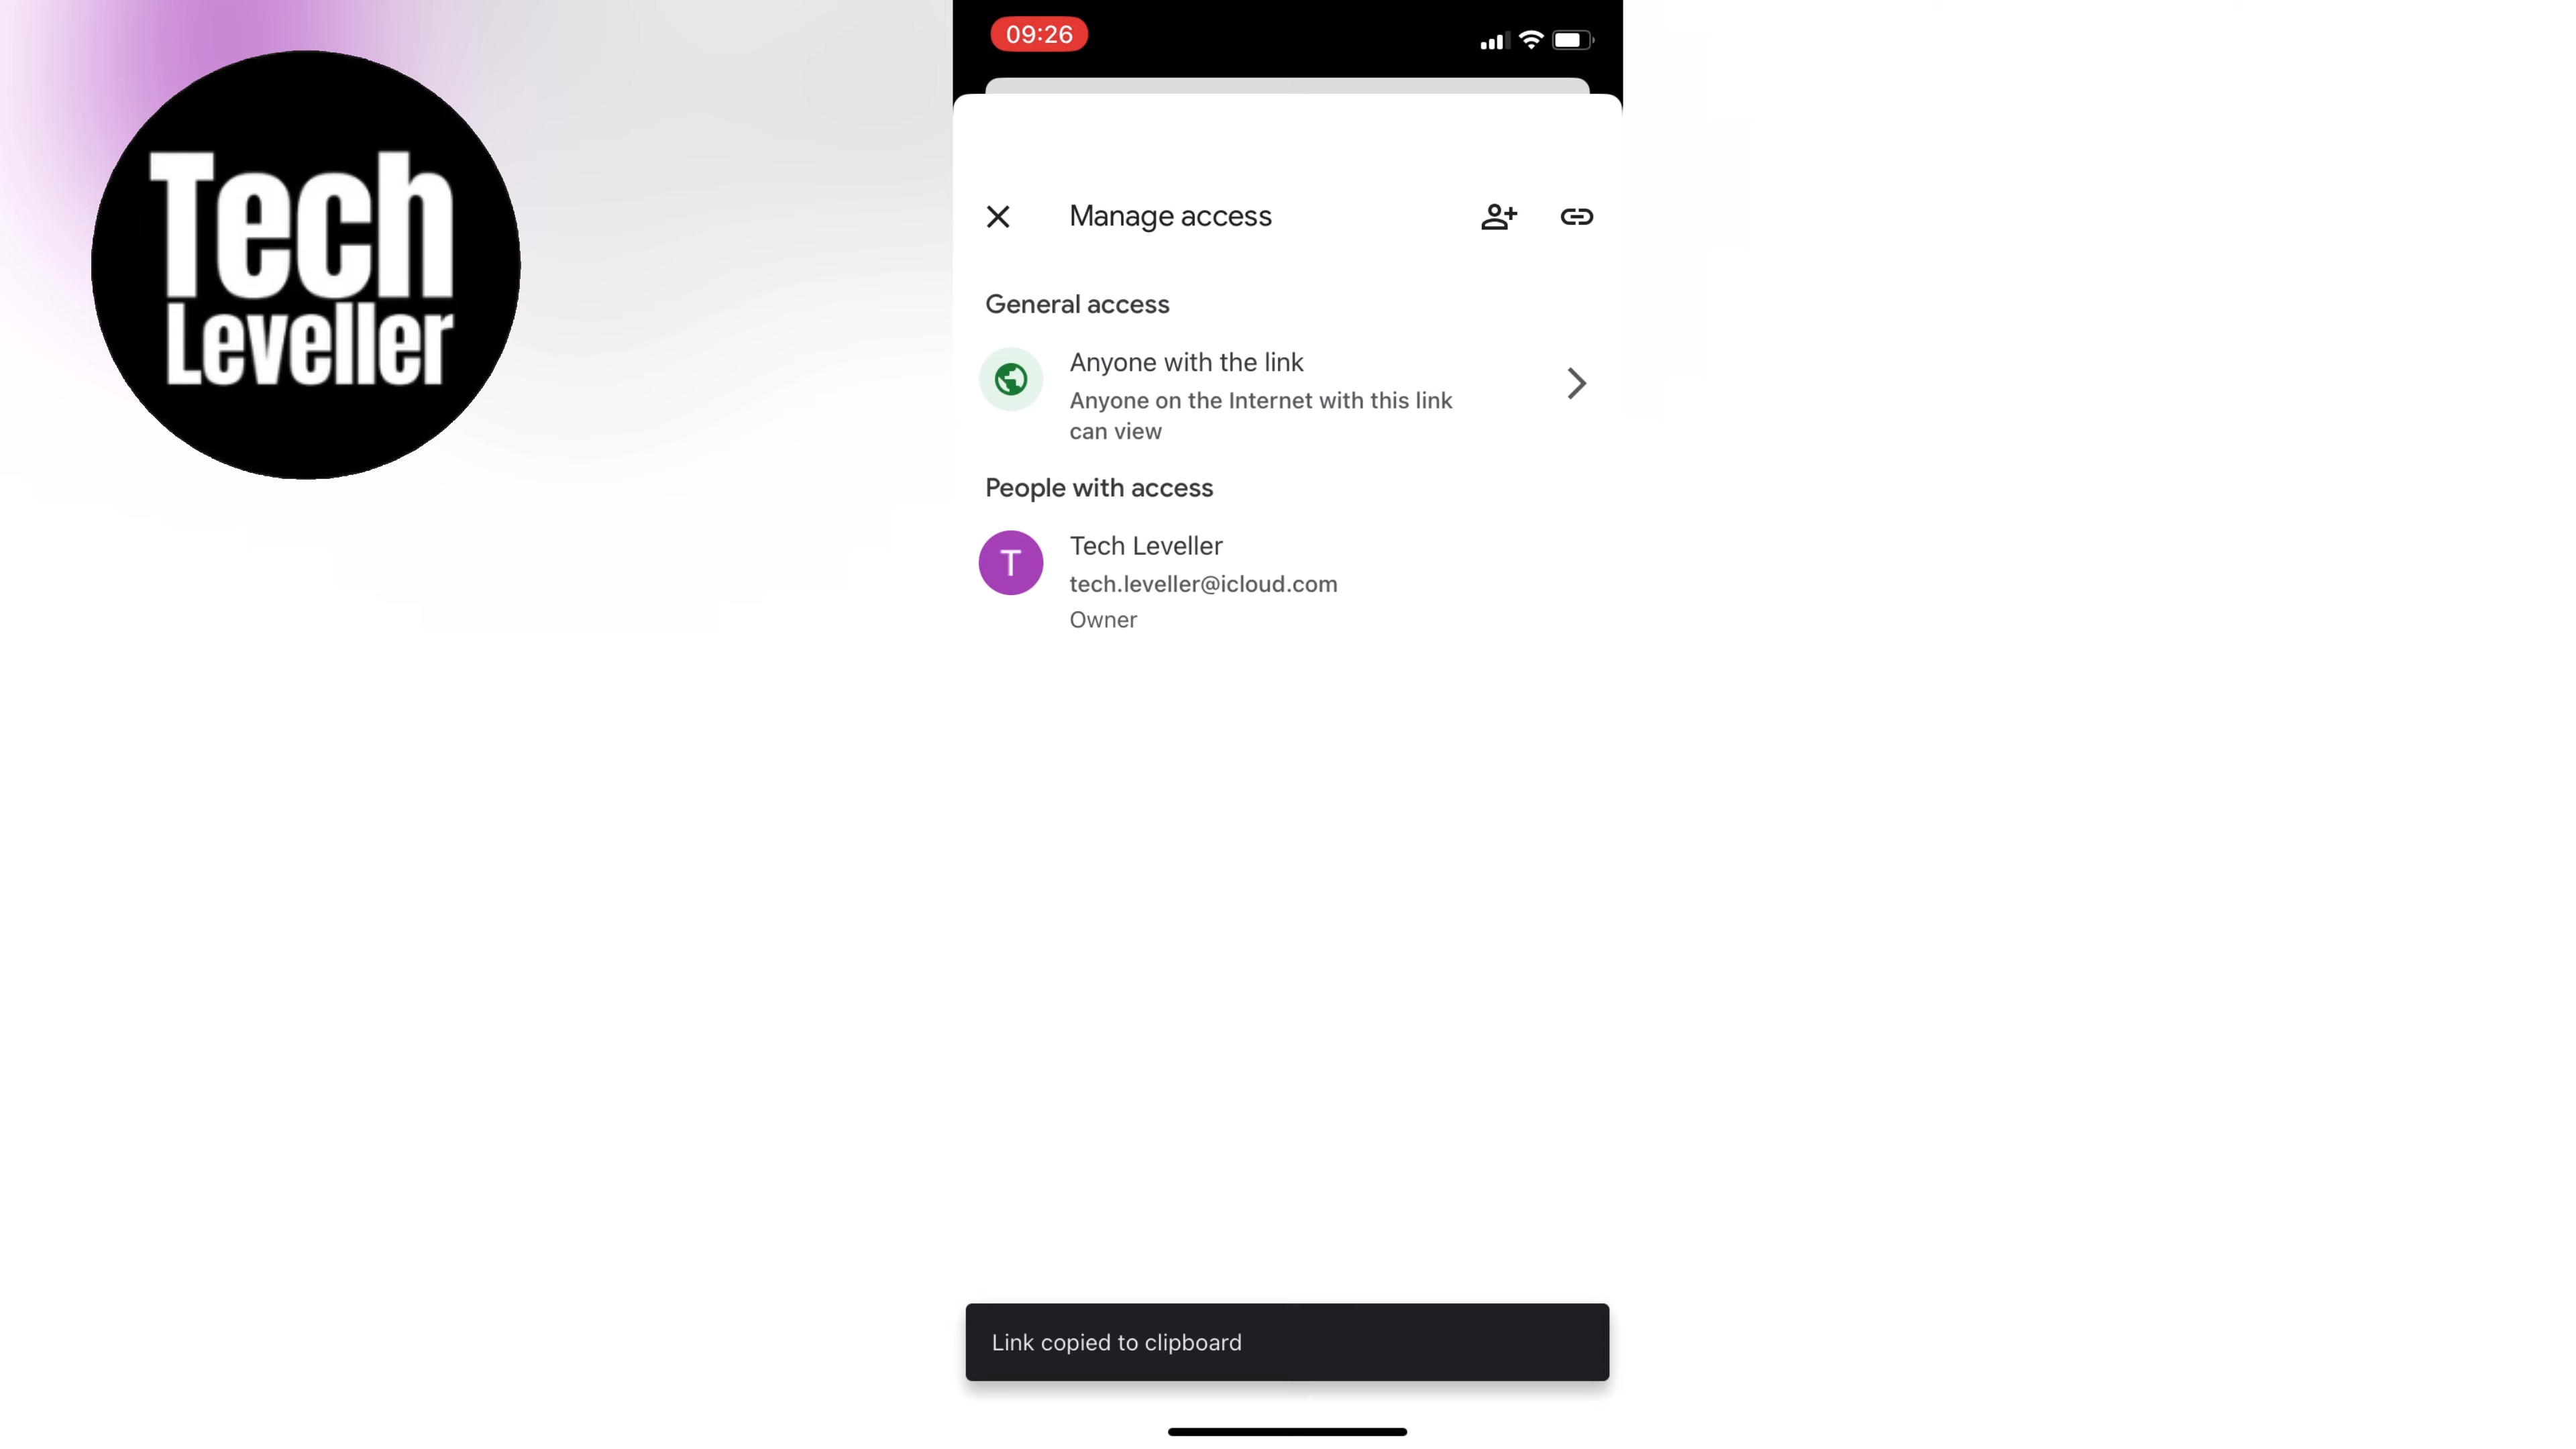 Tech
Leveller
09:26
Manage access
General access
Anyone with the link
Anyone on the Internet with this link
can view
People with access
T
Tech Leveller
tech.leveller@icloud.com
Owner
Link copied to clipboard